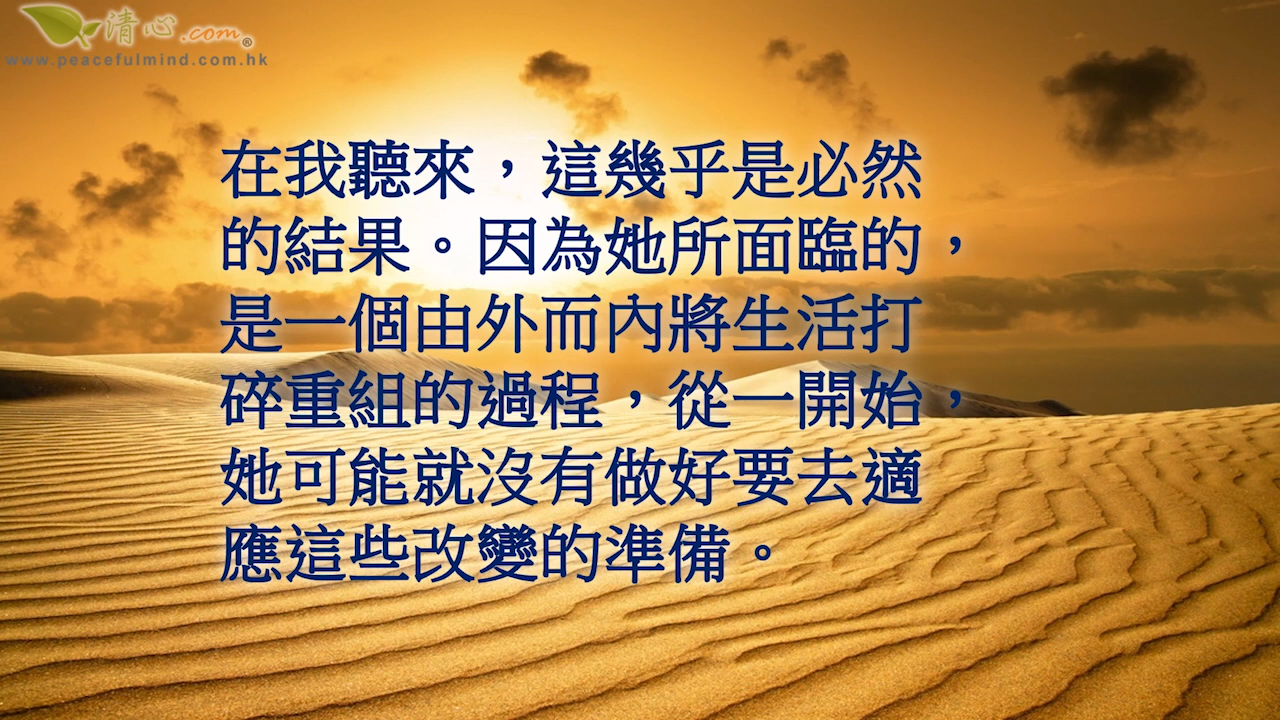 清心.com®
www.peacefulmind.com.hk
在我聽來，這幾乎是必然
的結果。因為她所面臨的，
是一個由外而內將生活打
碎重組的過程，從一開始，
她可能就沒有做好要去適
應這些改變的準備。